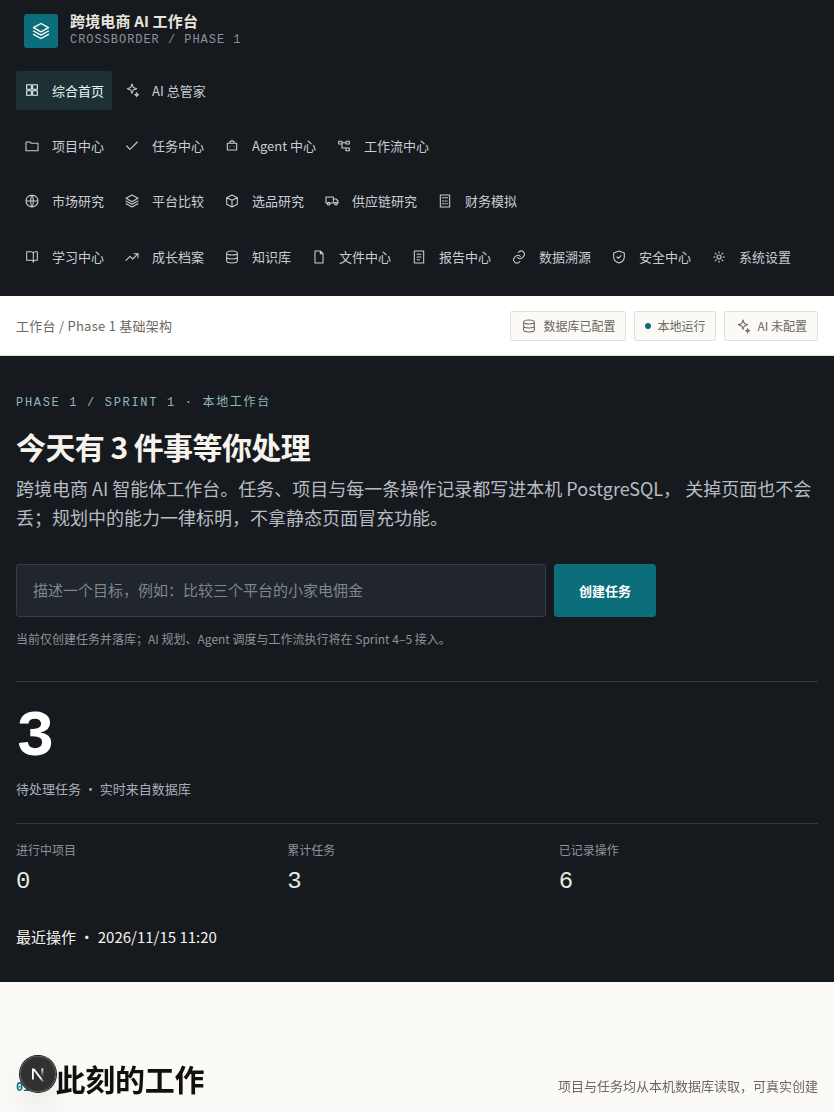 跨境电商 AI 工作台
CROSSBORDER / PHASE 1
综合首页 AI 总管家
项目中心 任务中心 Agent 中心 工作流中心
市场研究 平台比较 选品研究 供应链研究 财务模拟
学习中心 成长档案 知识库 文件中心 报告中心 数据溯源 安全中心 系统设置
工作台 / Phase 1 基础架构 数据库已配置 本地运行 AI 未配置
PHASE 1 / SPRINT 1 · 本地工作台
今天有 3 件事等你处理
跨境电商 AI 智能体工作台。任务、项目与每一条操作记录都写进本机 PostgreSQL， 关掉页面也不会
丢；规划中的能力一律标明，不拿静态页面冒充功能。
描述一个目标，例如：比较三个平台的小家电佣金 创建任务
当前仅创建任务并落库；AI 规划、Agent 调度与工作流执行将在 Sprint 4–5 接入。
3
待处理任务 · 实时来自数据库
进行中项目 累计任务 已记录操作
0 3 6
最近操作 · 2026/11/15 11:20
N 此刻的工作 项目与任务均从本机数据库读取，可真实创建